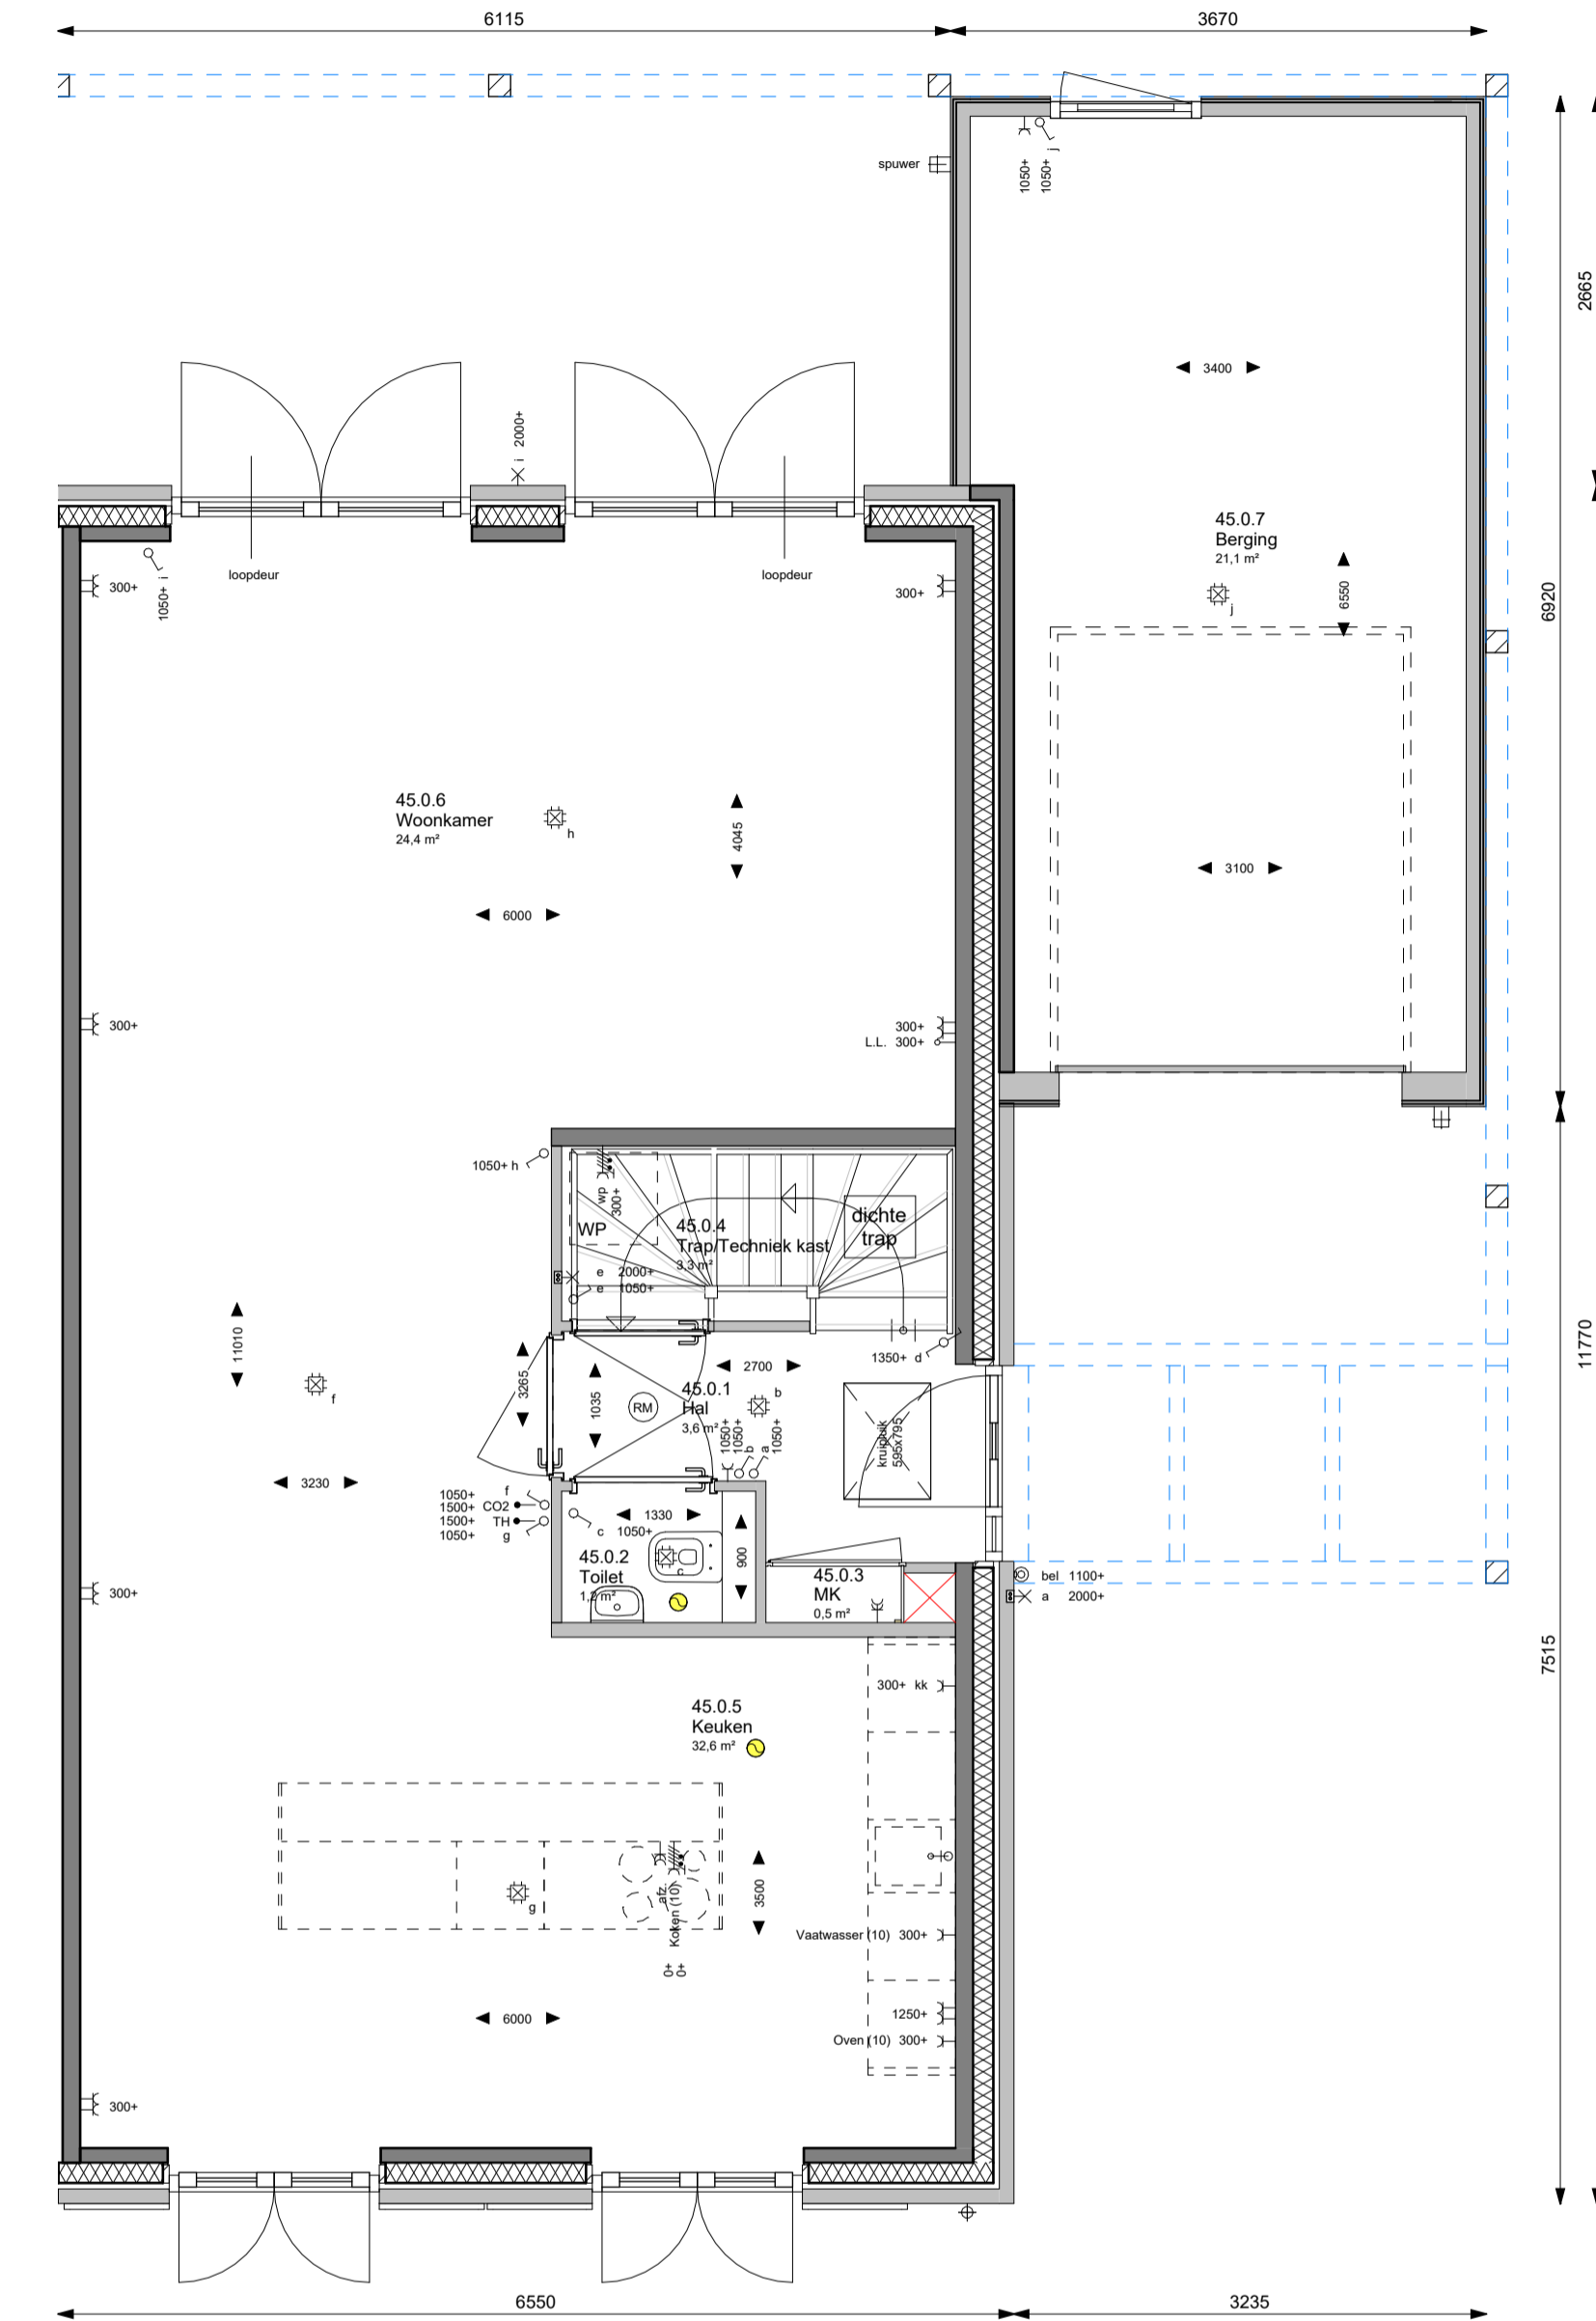 6115
3670
spuwer
1050+
1050+ j
2665
3400
i 2000+
45.0.7
Berging
21,1 m²
j
6550
6920
loopdeur
loopdeur
300+
1050+ i
300+
45.0.6
Woonkamer
24,4 m²
h
4045
3100
6000
300+
300+
L.L. 300+
1050+ h
wp
300+
WP
45.0.4
Trap/Techniek kast
3,3 m²
dichte
trap
e 2000+
e 1050+
11010
f
3265
1035
RM
2700
1350+ d
45.0.1
Hal
3,6 m²
b
1050+
1050+
b
a
1050+
kruipluik
595x795
11770
3230
1050+ f
1500+ CO2
1500+ TH
1050+ g
1330
c 1050+
900
45.0.2
Toilet
1,2 m²
c
45.0.3
MK
0,5 m²
bel 1100+
a 2000+
300+
7515
300+ kk
45.0.5
Keuken
32,6 m²
g
afz.
Koken (10)
0+
0+
3500
Vaatwasser (10) 300+
1250+
Oven (10) 300+
6000
300+
6550
3235